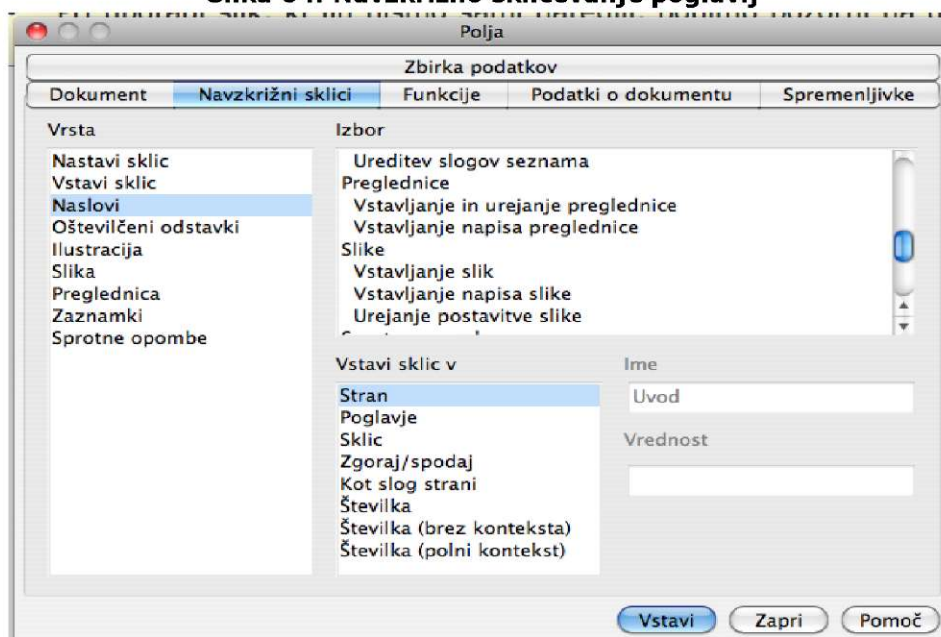 Polja
Zbirka podatkov
Dokument Navzkrižni sklici Funkcije Podatki o dokumentu Spremenljivke
Vrsta
Nastavi sklic
Vstavi sklic
Naslovi
Oštevilčeni odstavki
Ilustracija
Slika
Preglednica
Zaznamki
Sprotne opombe
Izbor
Ureditev slogov seznama
Preglednice
Vstavljanje in urejanje preglednice
Vstavljanje napisa preglednice
Slike
Vstavljanje slik
Vstavljanje napisa slike
Urejanje postavitve slike
Vstavi sklic v
Stran
Poglavje
Sklic
Zgoraj/spodaj
Kot slog strani
Številka
Številka (brez konteksta)
Številka (polni kontekst)
Ime
Uvod
Vrednost
Vstavi Zapri Pomoč